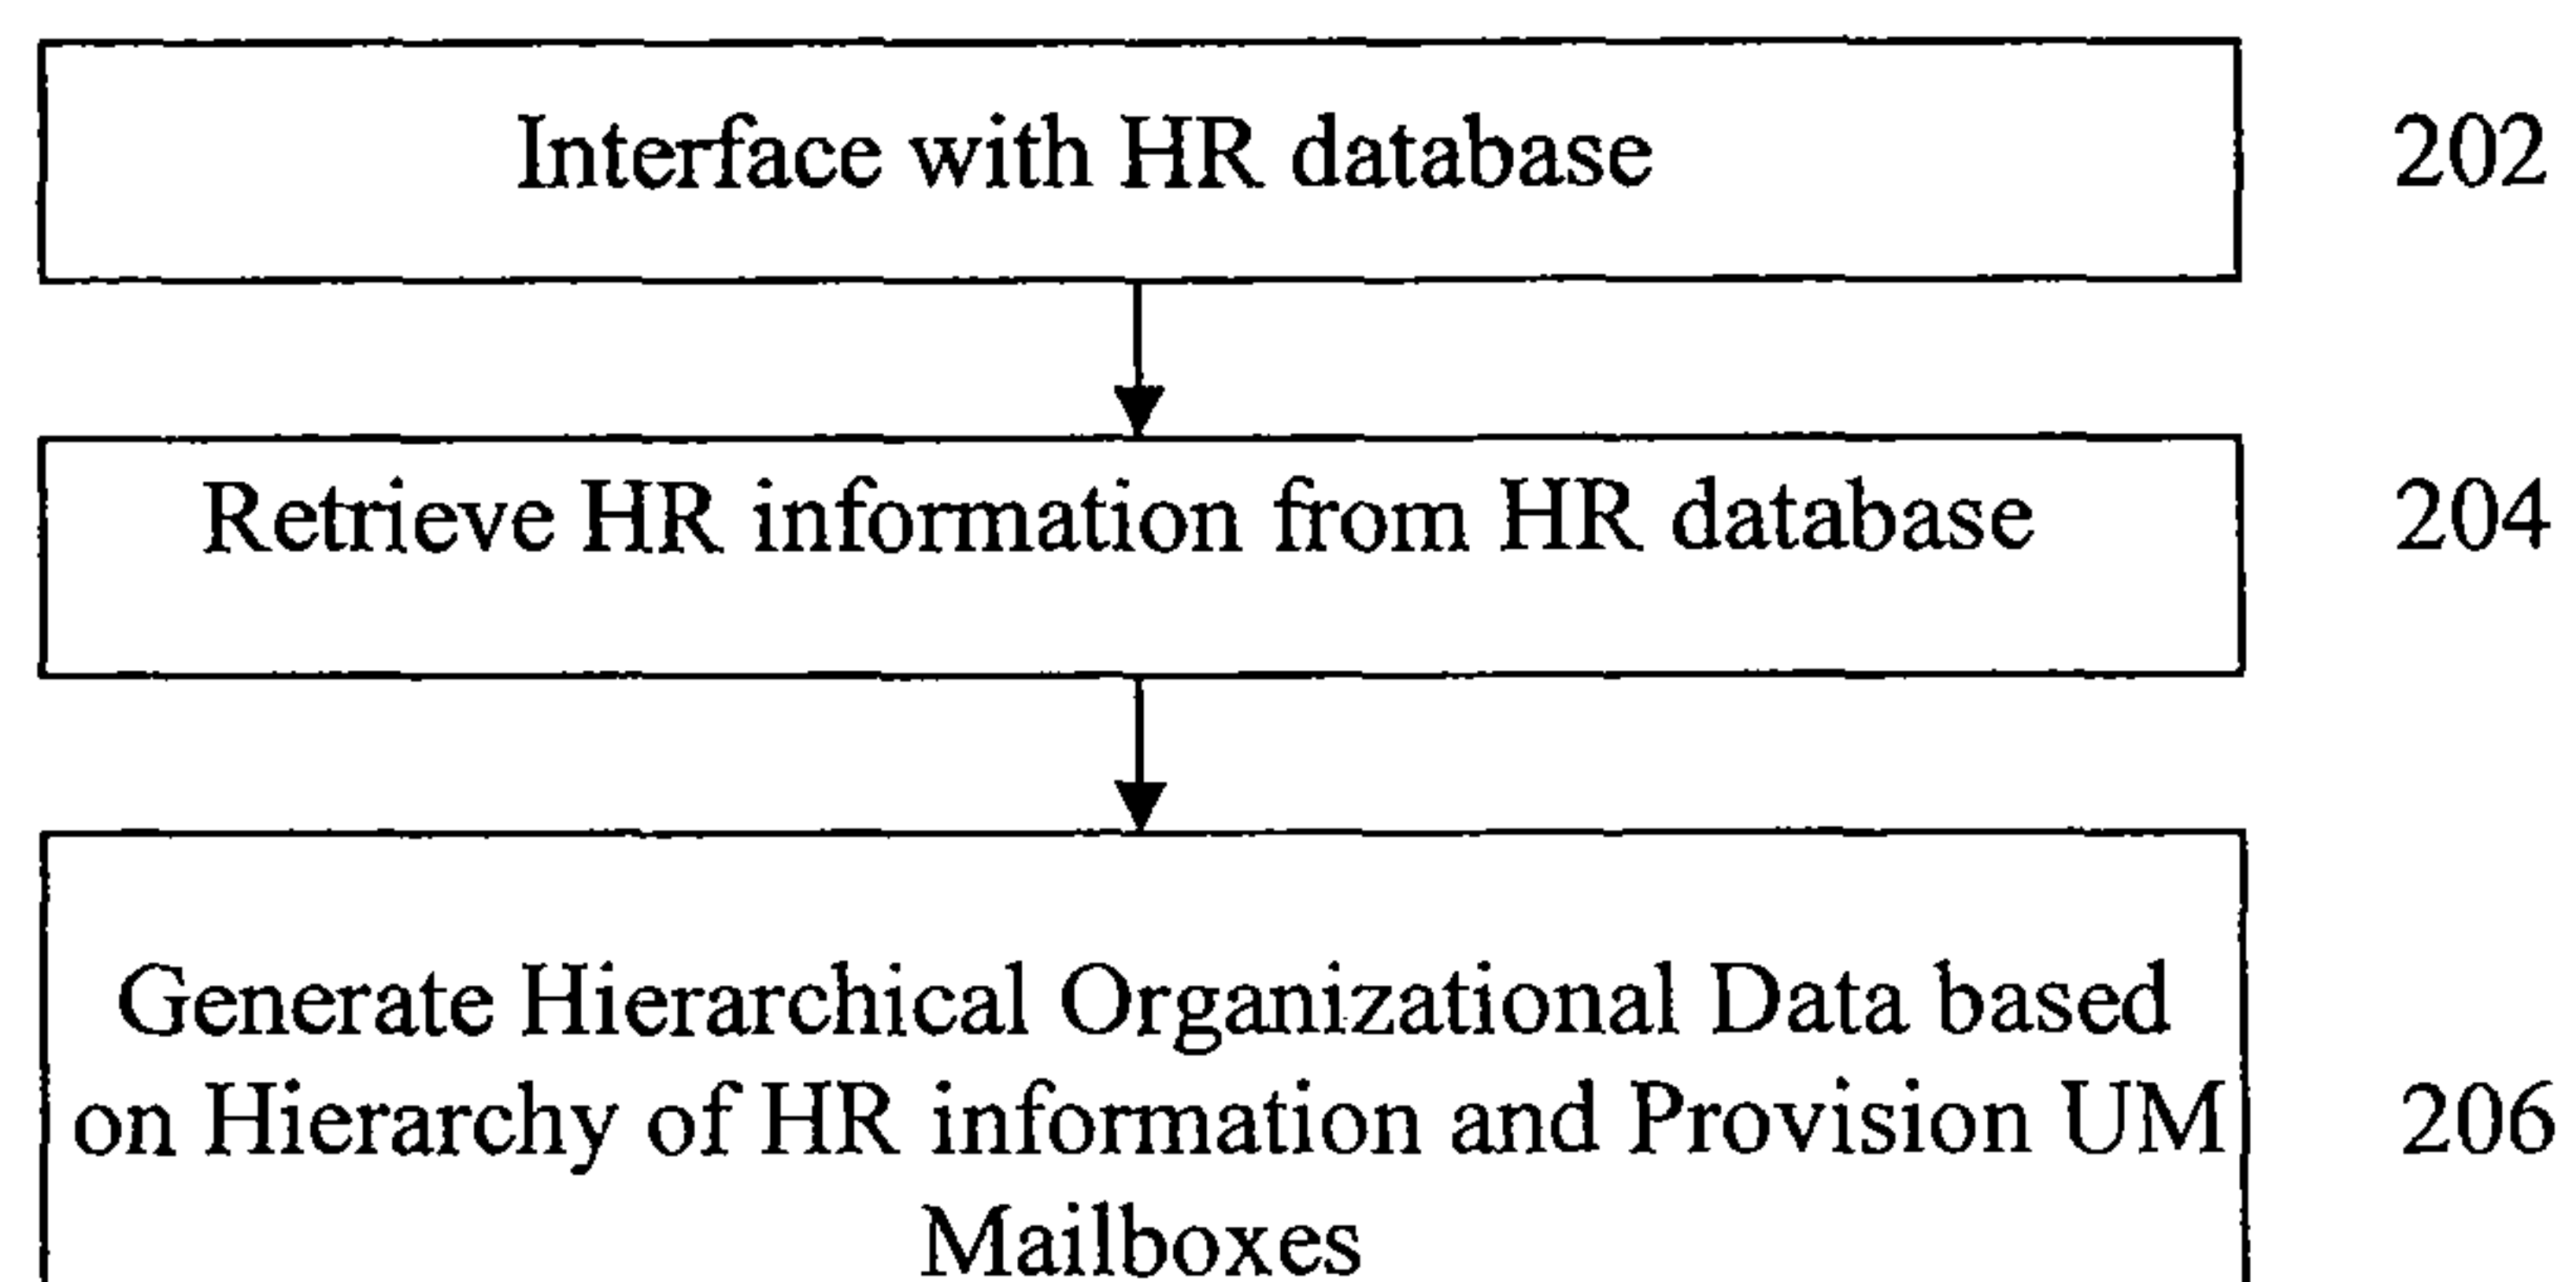 Interface with HR database 202
Retrieve HR information from HR database 204
Generate Hierarchical Organizational Data based
on Hierarchy of HR information and Provision UM 206
Mailboxes